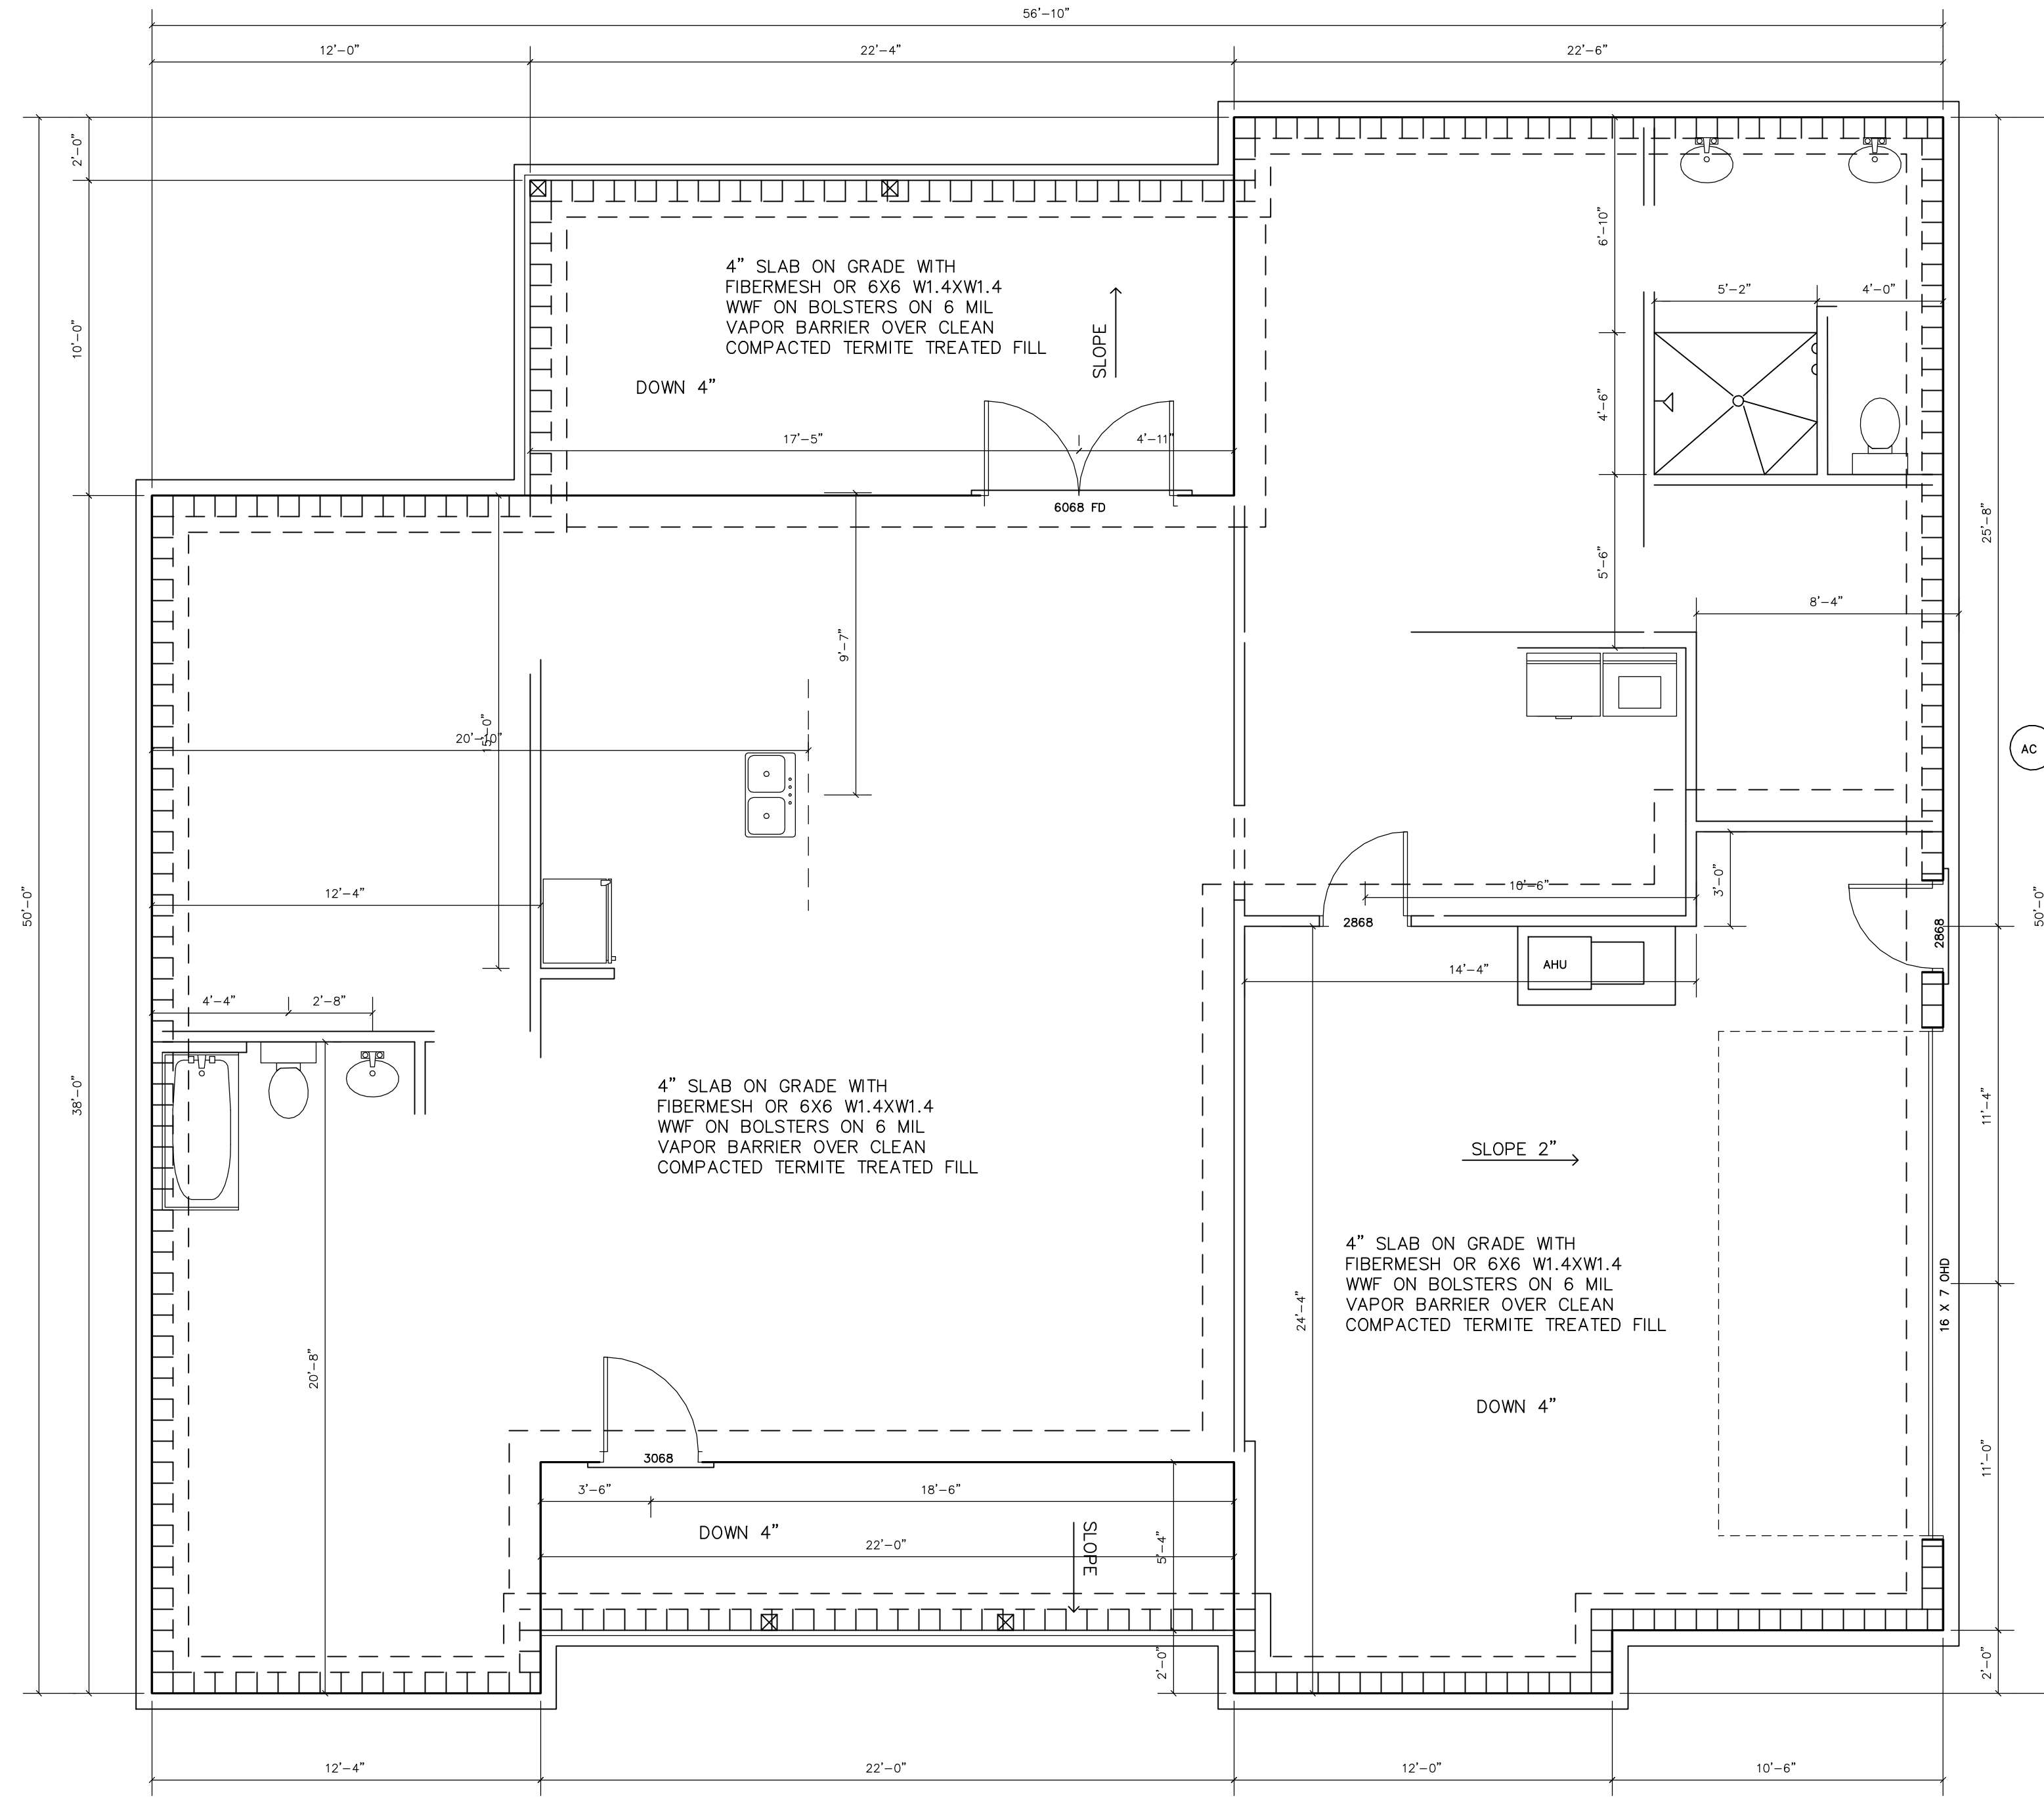 56'-10"
12'-0"
22'-4"
22'-6"
2'-0"
10'-0"
38'-0"
50'-0"
4" SLAB ON GRADE WITH
FIBERMESH OR 6X6 W1.4XW1.4
WWF ON BOLSTERS ON 6 MIL
VAPOR BARRIER OVER CLEAN
COMPACTED TERMITE TREATED FILL
DOWN 4"
SLOPE
17'-5"
4'-11"
6068 FD
6'-10"
5'-2"
4'-0"
4'-6"
5'-6"
25'-8"
8'-4"
9'-7"
15'-0"
20'-10"
AC
12'-4"
10'-6"
3'-0"
2868
2868
50'-0"
AHU
14'-4"
4'-4"
2'-8"
4" SLAB ON GRADE WITH
FIBERMESH OR 6X6 W1.4XW1.4
WWF ON BOLSTERS ON 6 MIL
VAPOR BARRIER OVER CLEAN
COMPACTED TERMITE TREATED FILL
11'-4"
SLOPE 2"
4" SLAB ON GRADE WITH
FIBERMESH OR 6X6 W1.4XW1.4
WWF ON BOLSTERS ON 6 MIL
VAPOR BARRIER OVER CLEAN
COMPACTED TERMITE TREATED FILL
16 X 7 OHD
24'-4"
20'-8"
DOWN 4"
3068
11'-0"
3'-6"
18'-6"
DOWN 4"
SLOPE
22'-0"
5'-4"
2'-0"
2'-0"
12'-4"
22'-0"
12'-0"
10'-6"